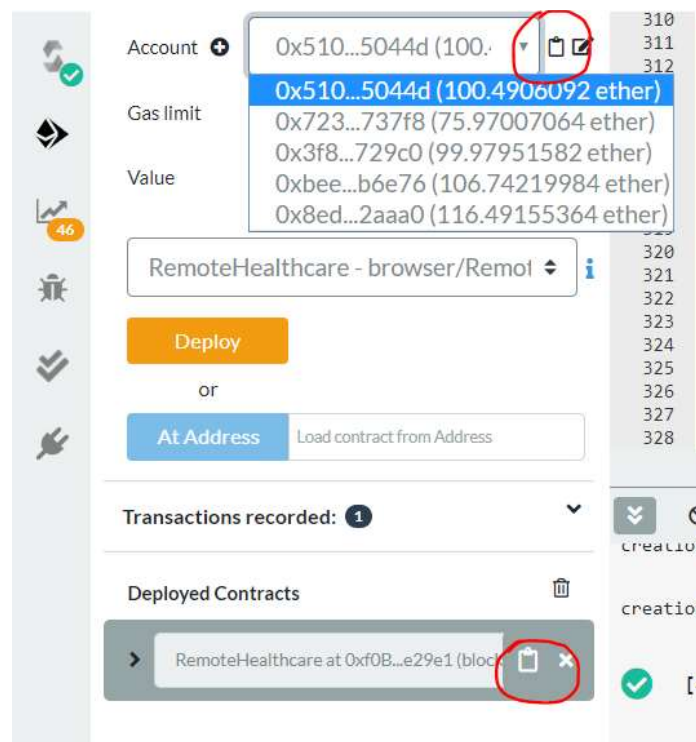 Account
0x510...5044d (100.
0x510...5044d (100.4906092 ether)
0x723...737f8 (75.97007064 ether)
0x3f8...729c0 (99.97951582 ether)
0xbee...b6e76 (106.74219984 ether)
0x8ed...2aaa0 (116.49155364 ether)
Gas limit
Value
46
RemoteHealthcare - browser/Remot
i
Deploy
or
At Address Load contract from Address
Transactions recorded: 1
Deployed Contracts
RemoteHealthcare at 0xf0B...e29e1 (block
310
311
312
320
321
322
323
324
325
326
327
328
creatio
creatio
[